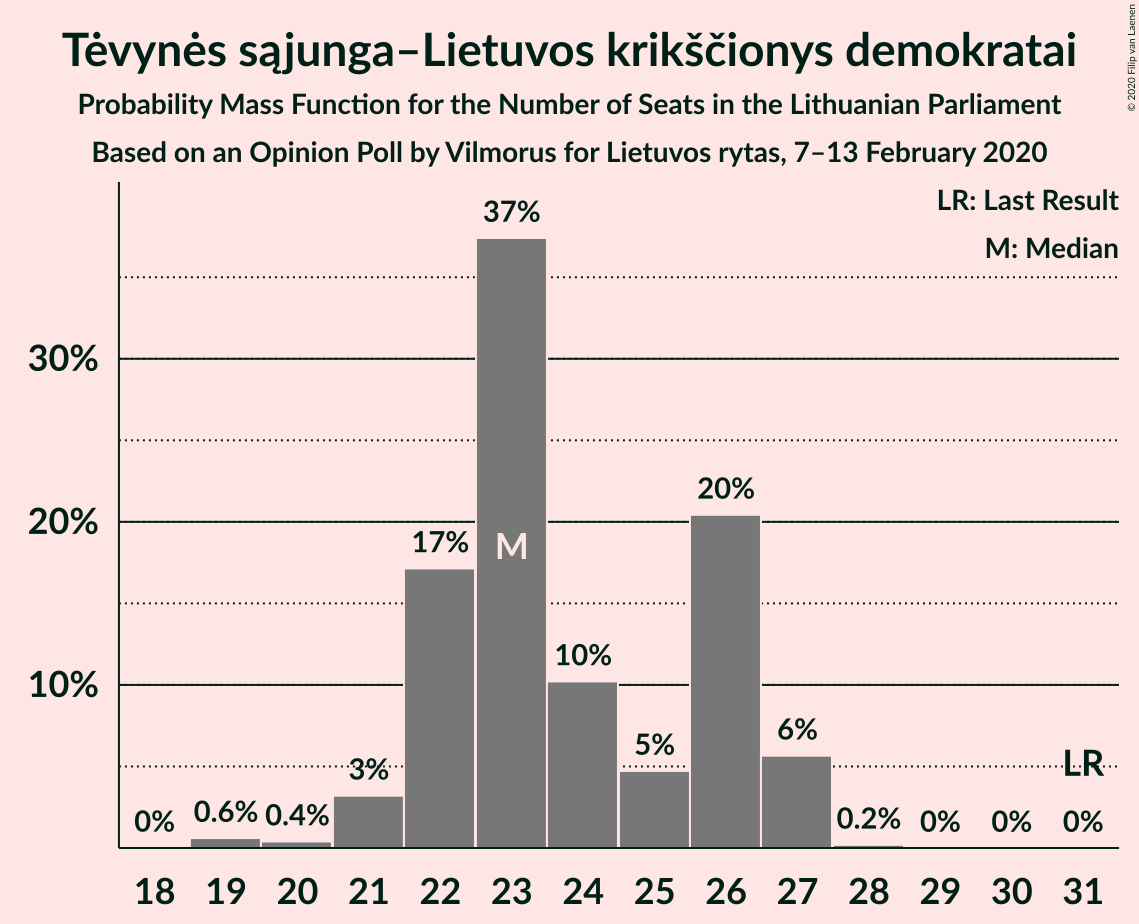 Tėvynės sąjunga–Lietuvos krikščionys demokratai
Probability Mass Function for the Number of Seats in the Lithuanian Parliament
Based on an Opinion Poll by Vilmorus for Lietuvos rytas, 7–13 February 2020
© 2020 Filip van Laenen
LR: Last Result
M: Median
37%
30%
20%
20%
17%
M
10%
10%
6%
5%
3%
LR
0%
0.6%
0.4%
0.2%
0%
0%
0%
18 19 20 21 22 23 24 25 26 27 28 29 30 31